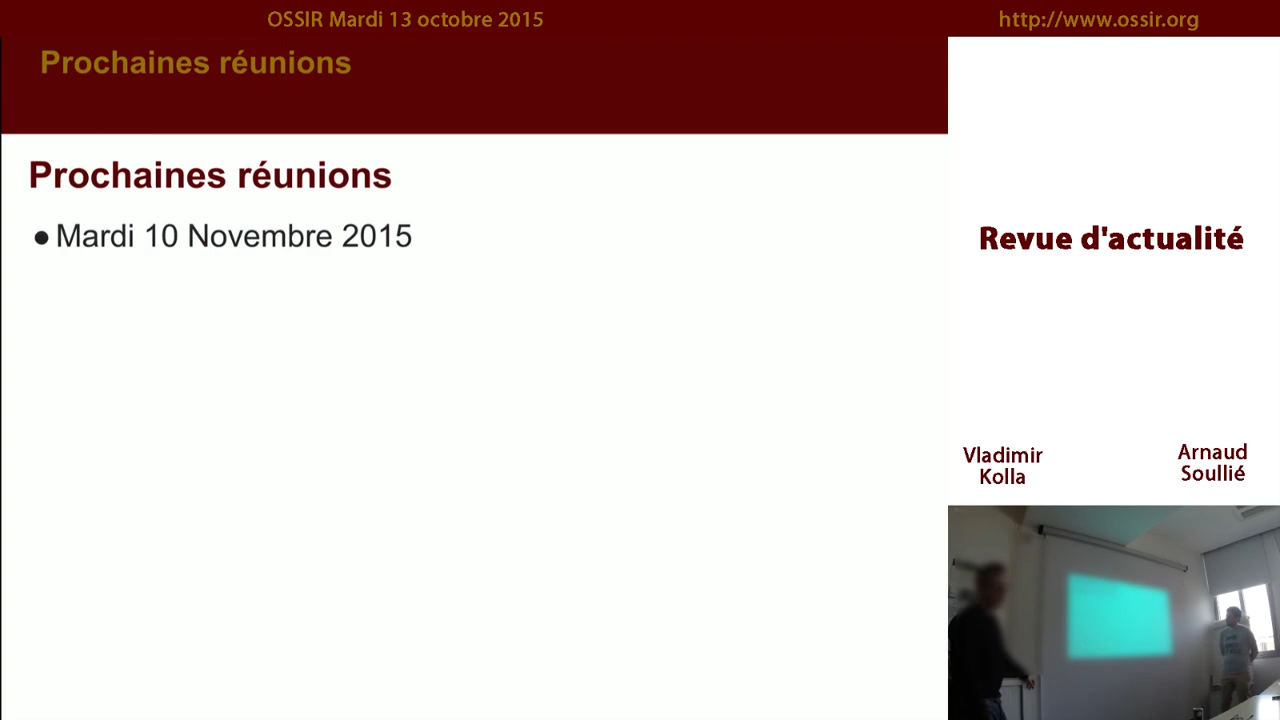 OSSIR Mardi 13 octobre 2015
http://www.ossir.org
Prochaines réunions
Prochaines réunions
● Mardi 10 Novembre 2015
Revue d'actualité
Vladimir
Kolla
Arnaud
Soullié